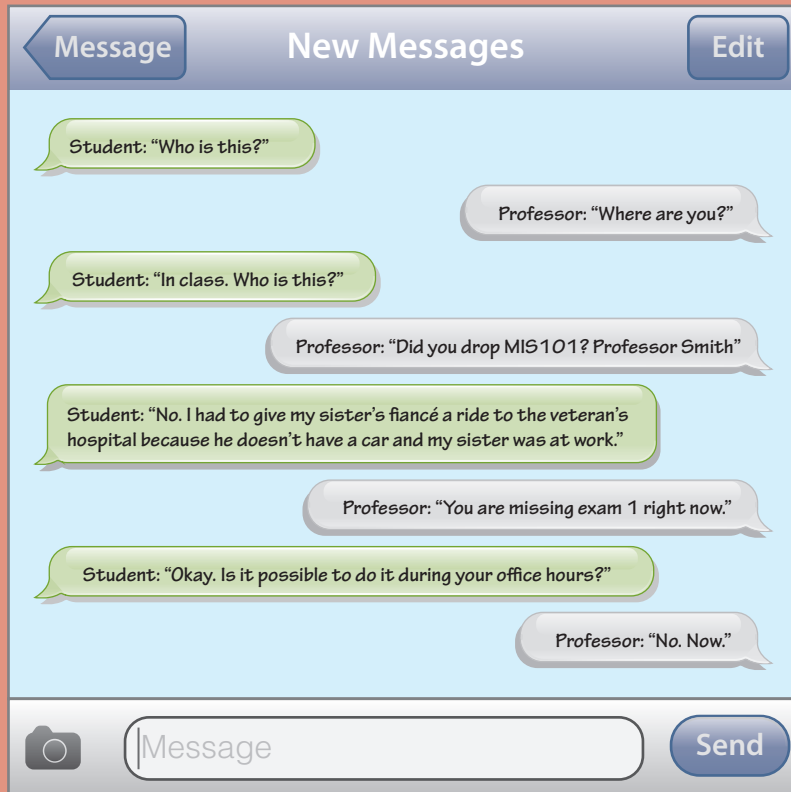 Message
New Messages
Edit
Student: “Who is this?”
Professor: “Where are you?”
Student: “In class. Who is this?”
Professor: “Did you drop MIS101? Professor Smith”
Student: “No. I had to give my sister’s fiancé a ride to the veteran’s
hospital because he doesn’t have a car and my sister was at work.”
Professor: “You are missing exam 1 right now.”
Student: “Okay. Is it possible to do it during your office hours?”
Professor: “No. Now.”
Message
Send